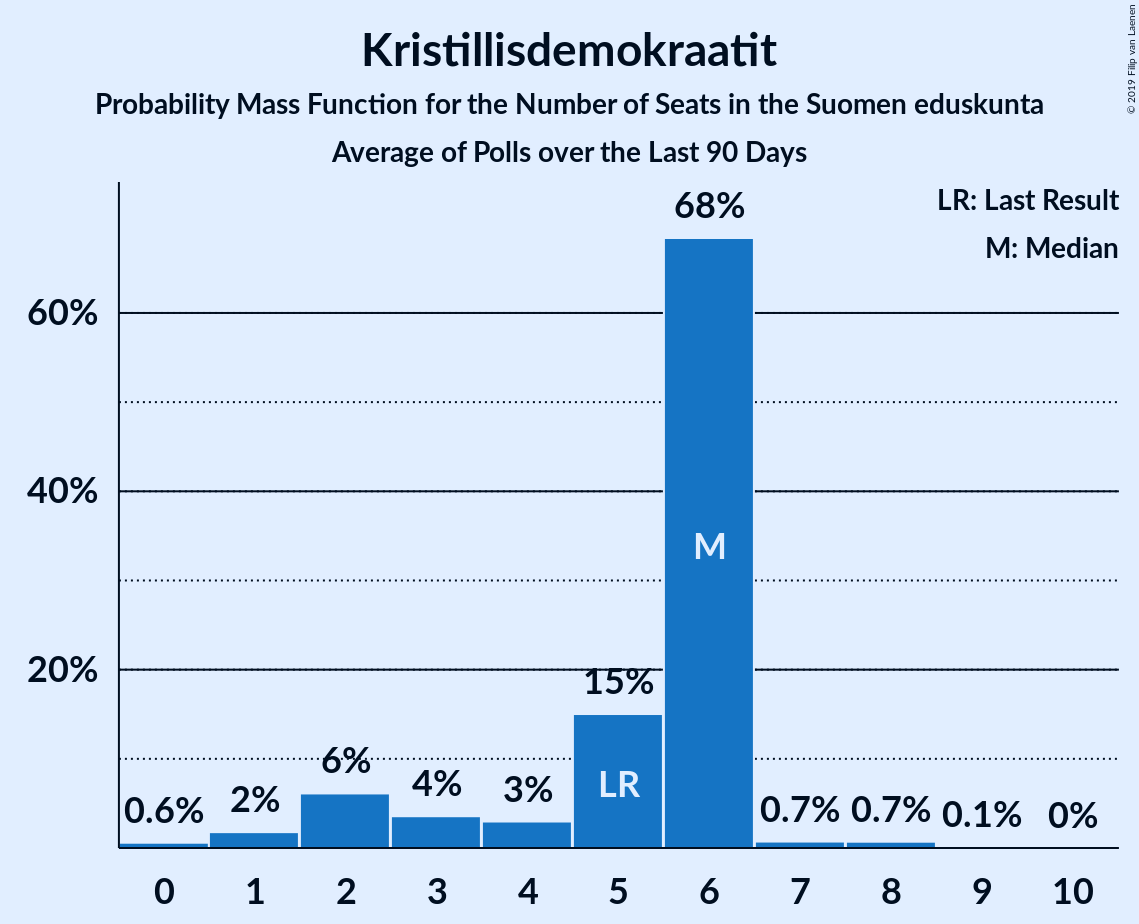 Kristillisdemokraatit
Probability Mass Function for the Number of Seats in the Suomen eduskunta
Average of Polls over the Last 90 Days
© 2019 Filip van Laenen
LR: Last Result
M: Median
68%
60%
40%
M
20%
15%
6%
4%
3%
LR
2%
0.6%
0.7%
0.7%
0.1%
0%
0 1 2 3 4 5 6 7 8 9 10